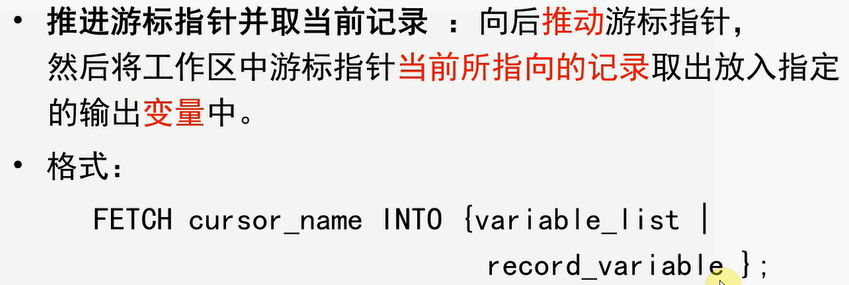 • 推进游标指针并取当前记录 ：向后推动游标指针，
然后将工作区中游标指针当前所指向的记录取出放入指定
的输出变量中。
• 格式：
FETCH cursor_name INTO {variable_list |
record_variable };